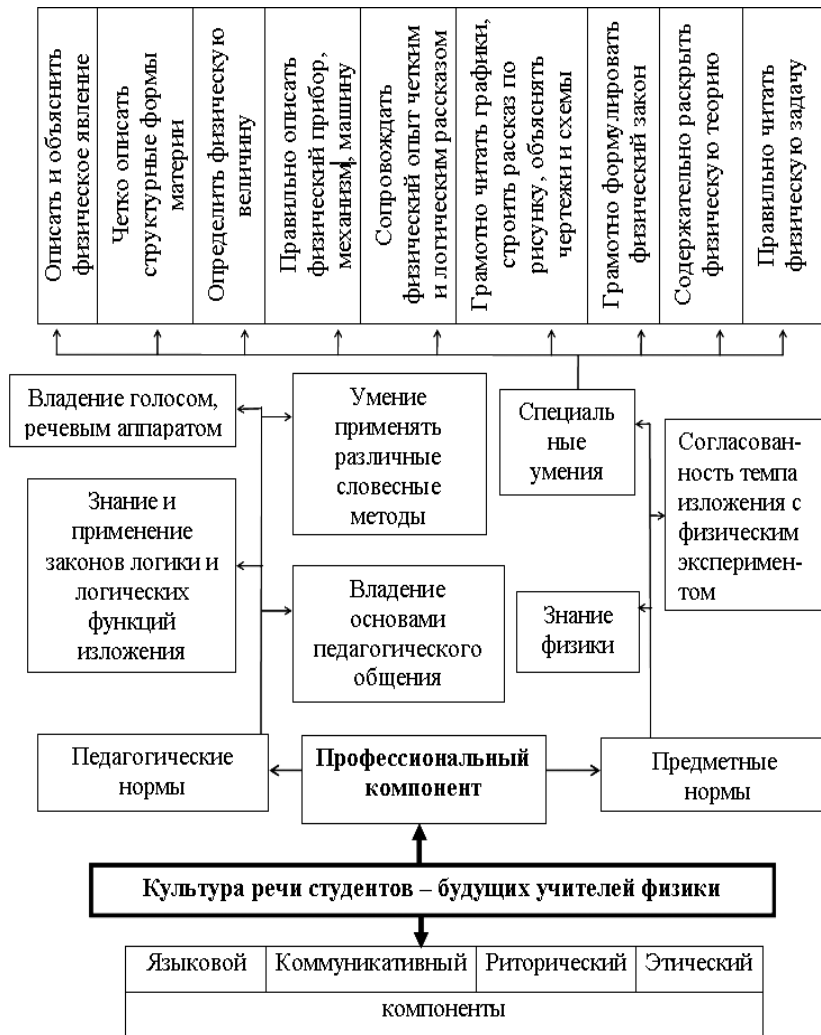 Описать и объяснить
физическое явление
Четко описать
структурные формы
материи
Определить физическую
величину
Правильно описать
физический прибор,
механизм, машину
Сопровождать
физический опыт четким
и логическим рассказом
Грамотно читать графики,
строить рассказ по
рисунку, объяснять
чертежи и схемы
Грамотно формулировать
физический закон
Содержательно раскрыть
физическую теорию
Правильно читать
физическую задачу
Владение голосом,
речевым аппаратом
Умение
применять
различные
словесные
методы
Специаль
ные
умения
Согласован-
ность темпа
изложения с
физическим
эксперимен-
том
Знание и
применение
законов логики и
логических
функций
изложения
Владение
основами
педагогического
общения
Знание
физики
Педагогические
нормы
Профессиональный
компонент
Предметные
нормы
Культура речи студентов – будущих учителей физики
Языковой Коммуникативный Риторический Этический
компоненты